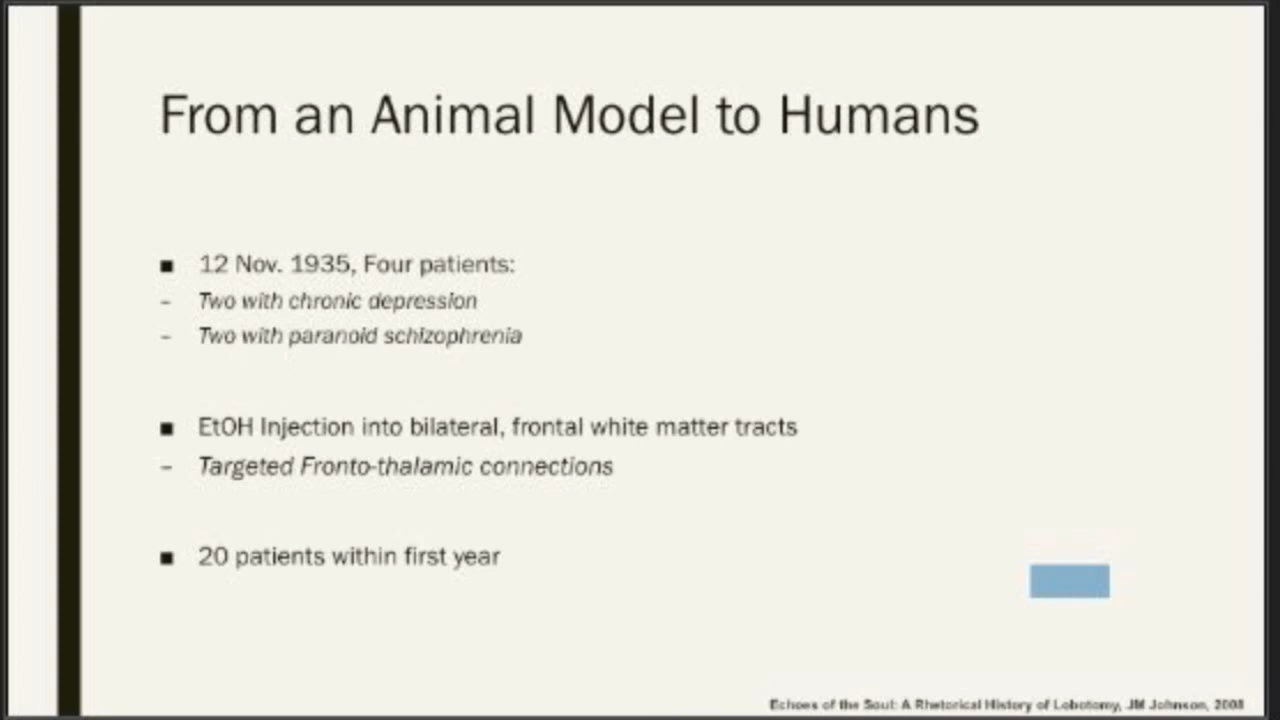 From an Animal Model to Humans
■ 12 Nov. 1935, Four patients:
– Two with chronic depression
– Two with paranoid schizophrenia
■ EtOH Injection into bilateral, frontal white matter tracts
– Targeted Fronto-thalamic connections
■ 20 patients within first year
Echoes of the Soul: A Rhetorical History of Lobotomy, JM Johnson, 2008